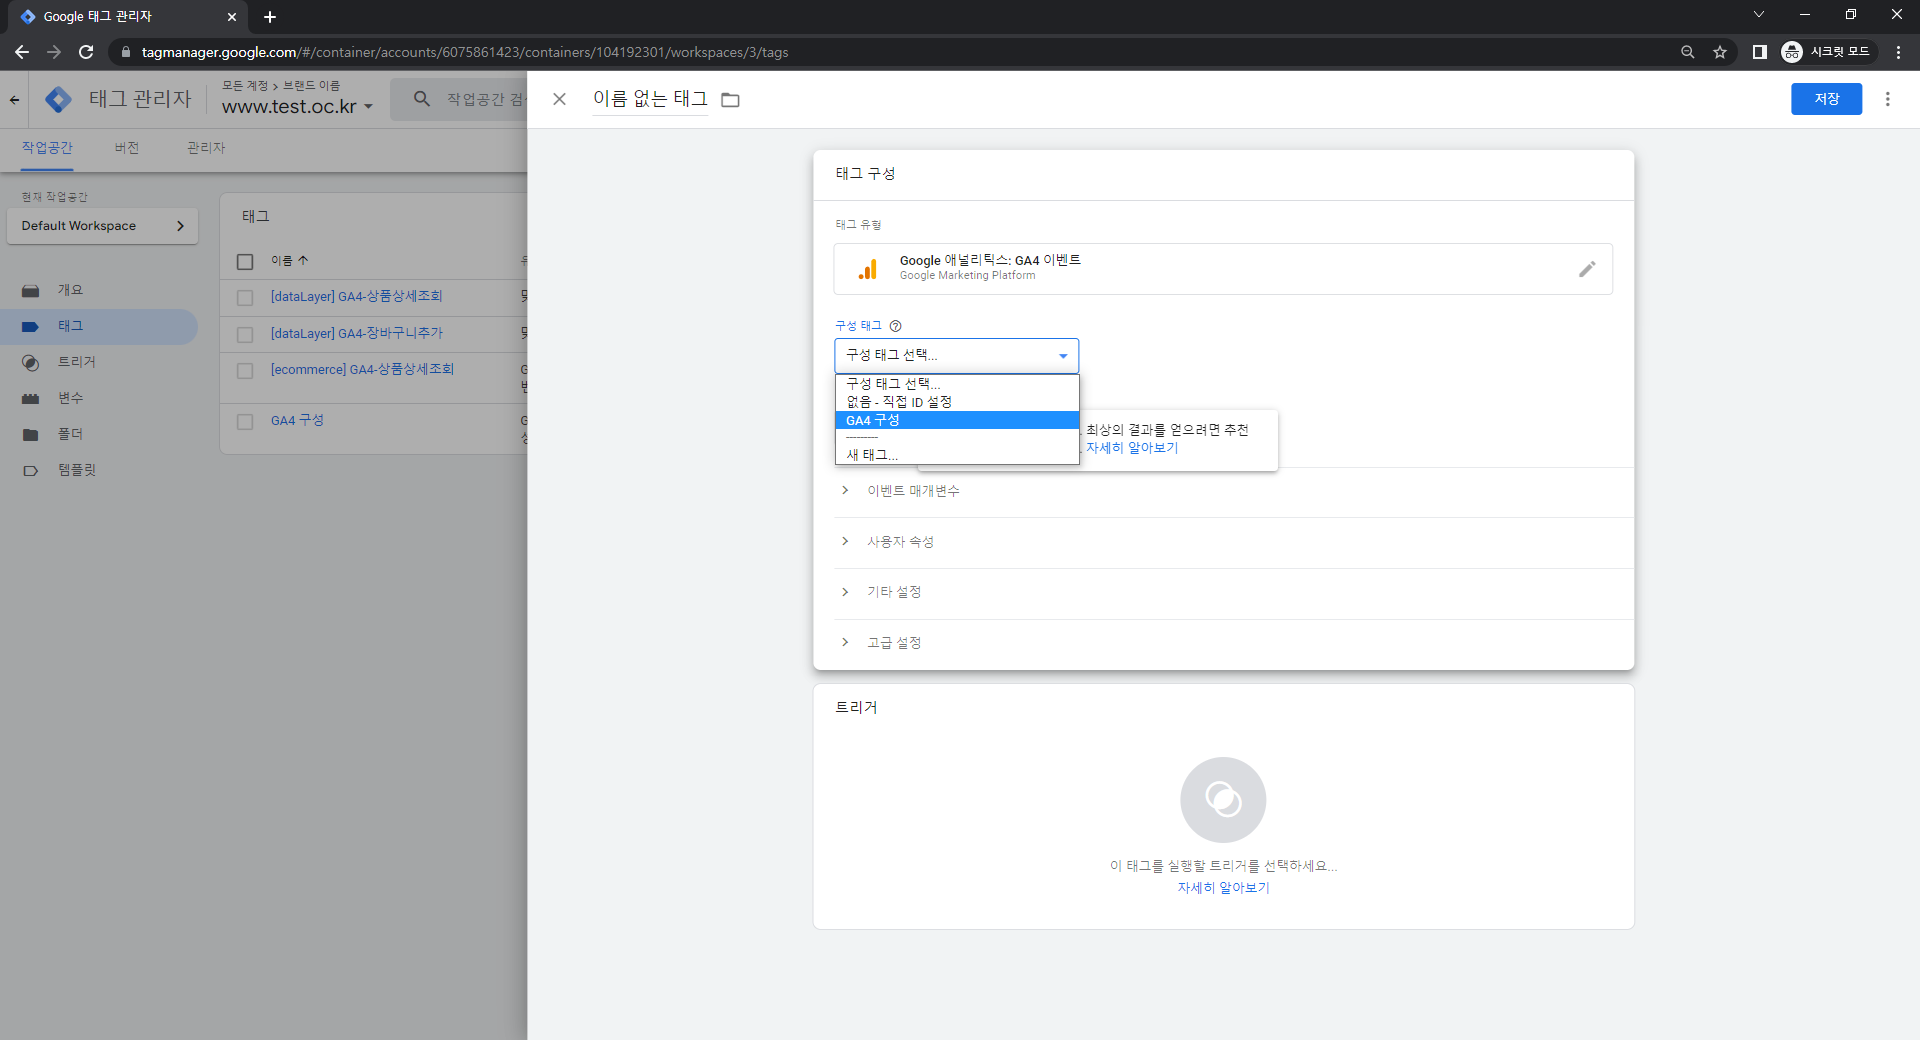 Google 태그 관리자
tagmanager.google.com/#/container/accounts/6075861423/containers/104192301/workspaces/3/tags
시크릿 모드
태그 관리자
모든 계정 > 브랜드 이름
www.test.oc.kr
작업공간 검
이름 없는 태그
저장
작업공간
버전
관리자
현재 작업공간
Default Workspace
개요
태그
트리거
변수
폴더
템플릿
태그
이름
[dataLayer] GA4-상품상세조회
[dataLayer] GA4-장바구니추가
[ecommerce] GA4-상품상세조회
GA4 구성
태그 구성
태그 유형
Google 애널리틱스: GA4 이벤트
Google Marketing Platform
구성 태그
구성 태그 선택...
구성 태그 선택...
없음 - 직접 ID 설정
GA4 구성
---------
새 태그...
최상의 결과를 얻으려면 추천
자세히 알아보기
이벤트 매개변수
사용자 속성
기타 설정
고급 설정
트리거
이 태그를 실행할 트리거를 선택하세요...
자세히 알아보기